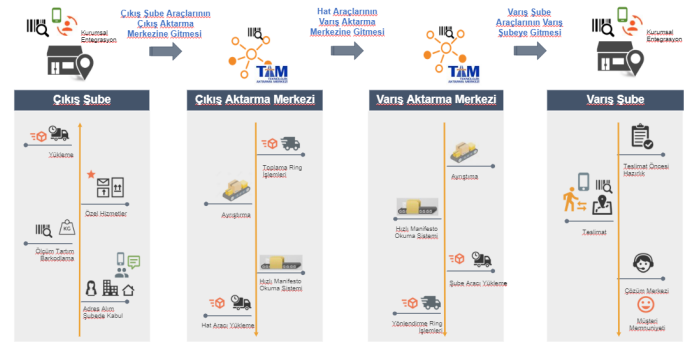 Kurumsal
Entegrasyon
Çıkış Şube Araçlarının
Çıkış Aktarma
Merkezine Gitmesi
TAM
Hat Araçlarının
Varış Aktarma
Merkezine Gitmesi
TAM
Varış Şube
Araçlarının Varış
Şubeye Gitmesi
Kurumsal
Entegrasyon
Çıkış Şube
Yükleme
Özel Hizmetler
Ölçüm Tartım
Barkodlama
KG
Adres Alım
Şubede Kabul
Çıkış Aktarma Merkezi
Toplama Ring
İşlemleri
Ayrıştırma
Hızlı Manifesto
Okuma Sistemi
Hat Aracı Yükleme
Varış Aktarma Merkezi
Ayrıştırma
Hızlı Manifesto
Okuma Sistemi
Şube Aracı Yükleme
Yönlendirme Ring
İşlemleri
Varış Şube
Teslimat Öncesi
Hazırlık
Teslimat
Çözüm Merkezi
Müşteri
Memnuniyeti